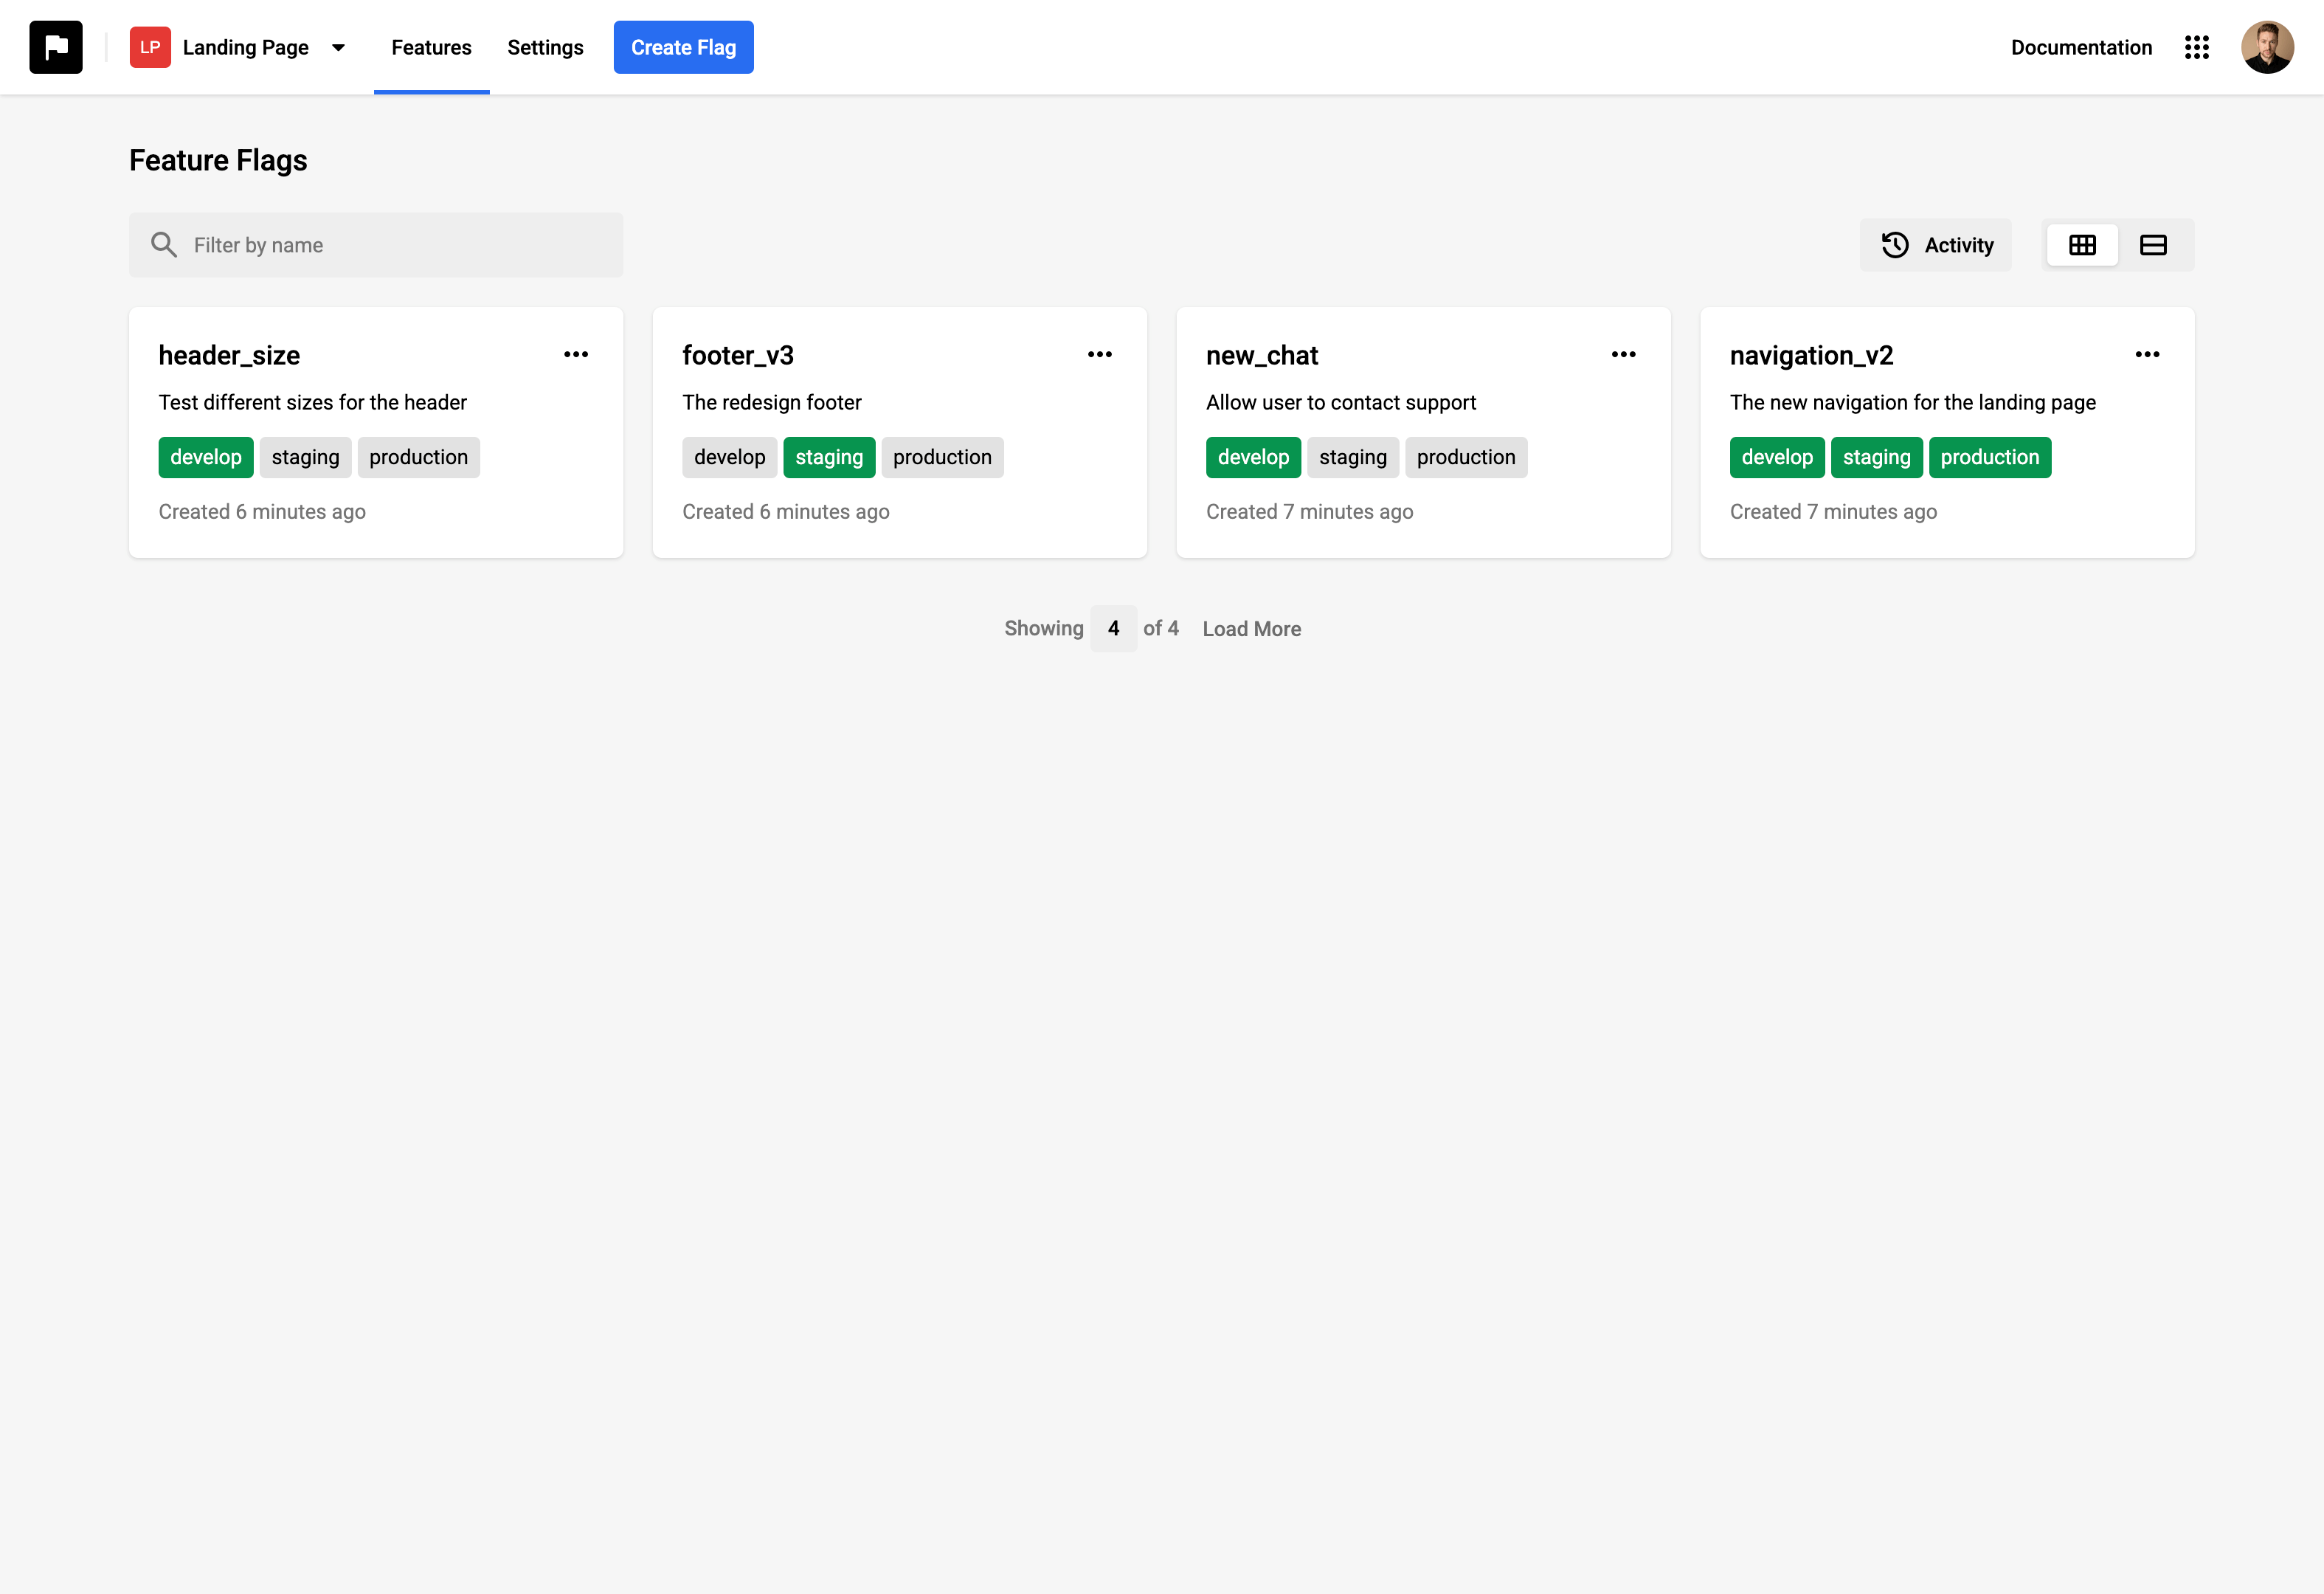 LP Landing Page Features Settings Create Flag Documentation
Feature Flags
Filter by name Activity
header_size
Test different sizes for the header
develop staging production
Created 6 minutes ago
footer_v3
The redesign footer
develop staging production
Created 6 minutes ago
new_chat
Allow user to contact support
develop staging production
Created 7 minutes ago
navigation_v2
The new navigation for the landing page
develop staging production
Created 7 minutes ago
Showing 4 of 4 Load More